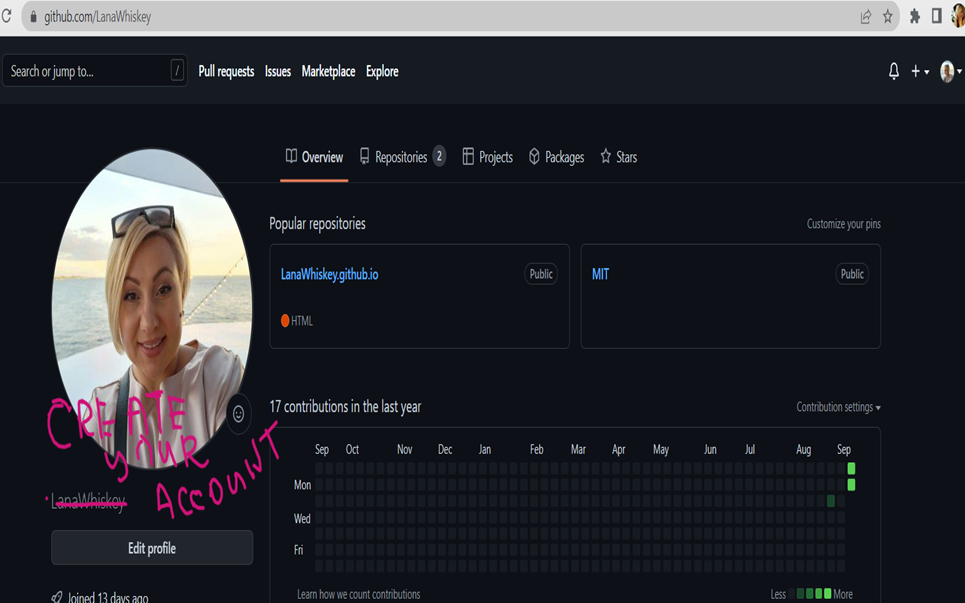 github.com/LanaWhiskey
Search or jump to... / Pull requests Issues Marketplace Explore
Overview Repositories 2 Projects Packages Stars
Popular repositories Customize your pins
LanaWhiskey.github.io Public MIT Public
HTML
17 contributions in the last year Contribution settings
CREATE
YOUR
ACCOUNT
LanaWhiskey
Edit profile
Joined 13 days ago
Sep Oct Nov Dec Jan Feb Mar Apr May Jun Jul Aug Sep
Mon
Wed
Fri
Learn how we count contributions Less More